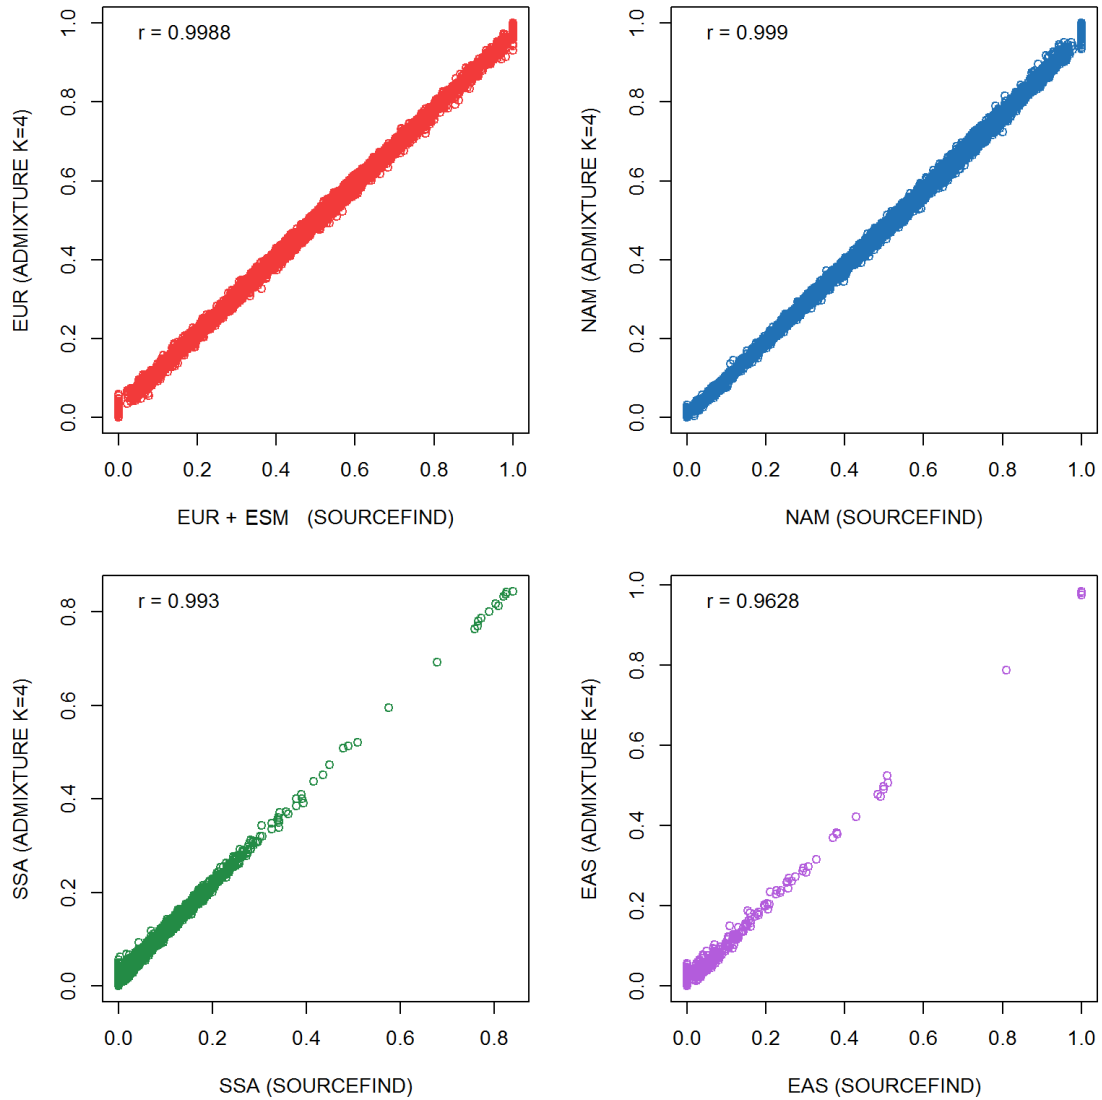 r = 0.9988
EUR (ADMIXTURE K=4)
0.0 0.2 0.4 0.6 0.8 1.0
0.0 0.2 0.4 0.6 0.8 1.0
EUR + ESM (SOURCEFIND)
r = 0.999
NAM (ADMIXTURE K=4)
0.0 0.2 0.4 0.6 0.8 1.0
0.0 0.2 0.4 0.6 0.8 1.0
NAM (SOURCEFIND)
r = 0.993
SSA (ADMIXTURE K=4)
0.0 0.2 0.4 0.6 0.8
0.0 0.2 0.4 0.6 0.8
SSA (SOURCEFIND)
r = 0.9628
EAS (ADMIXTURE K=4)
0.0 0.2 0.4 0.6 0.8 1.0
0.0 0.2 0.4 0.6 0.8 1.0
EAS (SOURCEFIND)